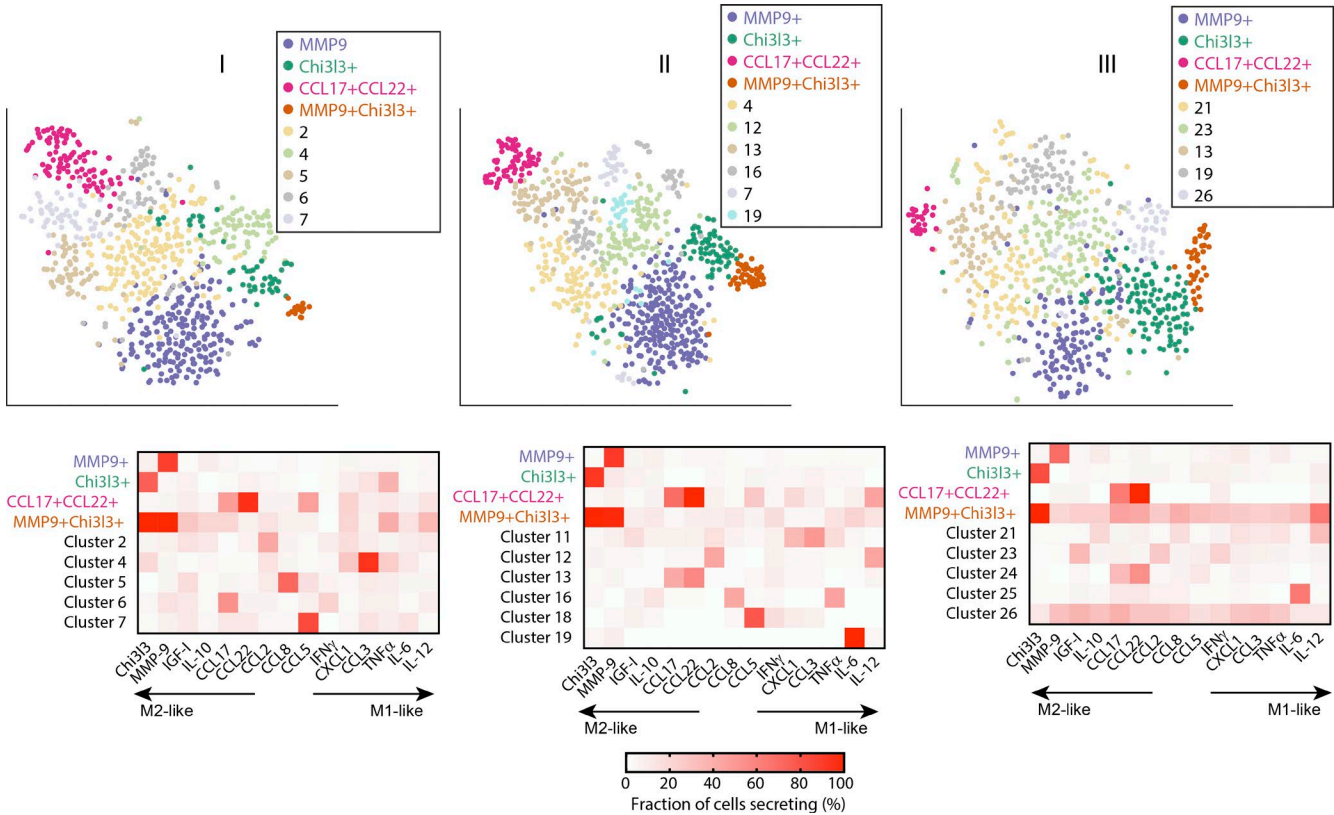 I
MMP9
Chi3l3+
CCL17+CCL22+
MMP9+Chi3l3+
2
4
5
6
7
II
MMP9+
Chi3l3+
CCL17+CCL22+
MMP9+Chi3l3+
4
12
13
16
7
19
III
MMP9+
Chi3l3+
CCL17+CCL22+
MMP9+Chi3l3+
21
23
13
19
26
MMP9+
Chi3l3+
CCL17+CCL22+
MMP9+Chi3l3+
Cluster 2
Cluster 4
Cluster 5
Cluster 6
Cluster 7
Chi3l3 MMP-9 IGF-I IL-10 CCL17 CCL22 CCL2 CCL8 CCL5 IFNγ CXCL1 CCL3 TNFα IL-6 IL-12
M2-like M1-like
MMP9+
Chi3l3+
CCL17+CCL22+
MMP9+Chi3l3+
Cluster 11
Cluster 12
Cluster 13
Cluster 16
Cluster 18
Cluster 19
Chi3l3 MMP-9 IGF-I IL-10 CCL17 CCL22 CCL2 CCL8 CCL5 IFNγ CXCL1 CCL3 TNFα IL-6 IL-12
M2-like M1-like
MMP9+
Chi3l3+
CCL17+CCL22+
MMP9+Chi3l3+
Cluster 21
Cluster 23
Cluster 24
Cluster 25
Cluster 26
Chi3l3 MMP-9 IGF-I IL-10 CCL17 CCL22 CCL2 CCL8 CCL5 IFNγ CXCL1 CCL3 TNFα IL-6 IL-12
M2-like M1-like
0 20 40 60 80 100
Fraction of cells secreting (%)